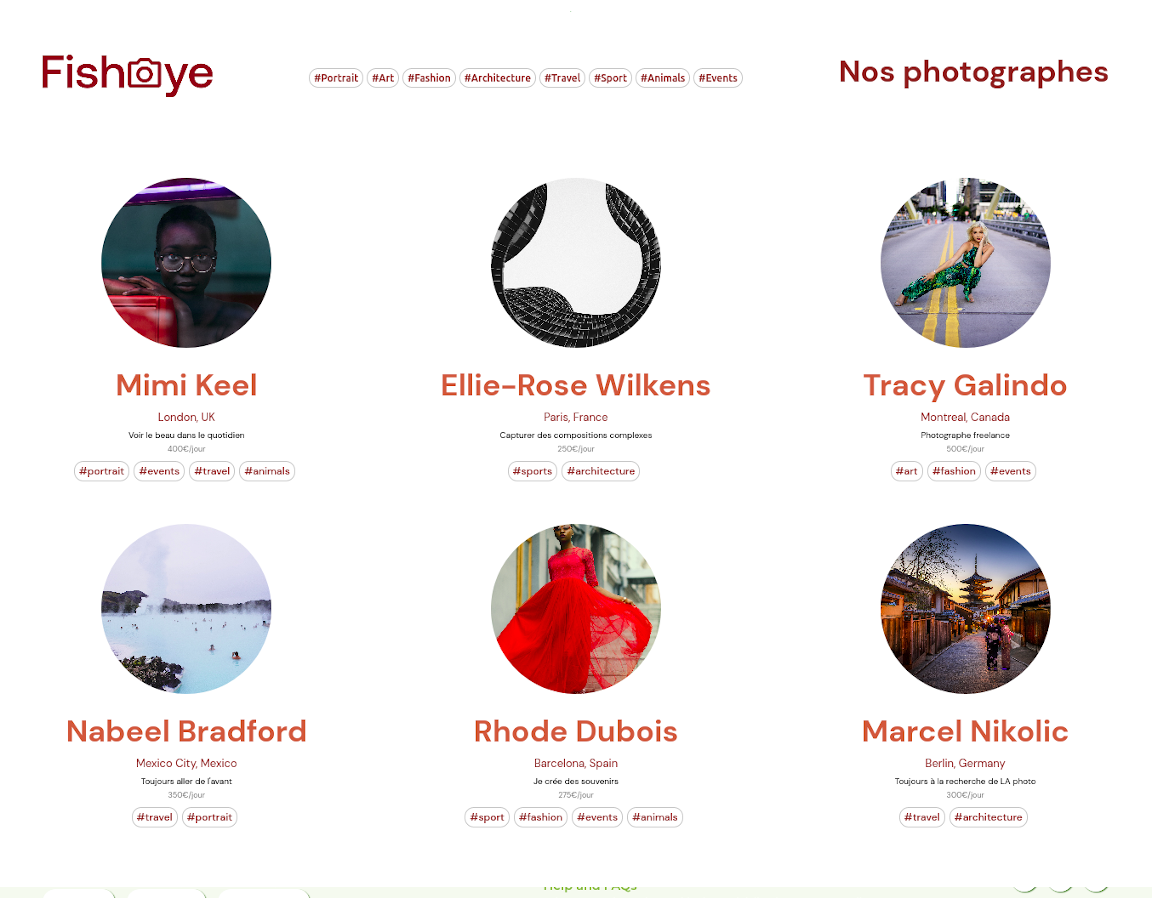 Fisheye
#Portrait #Art #Fashion #Architecture #Travel #Sport #Animals #Events
Nos photographes
Mimi Keel
London, UK
Voir le beau dans le quotidien
400€/jour
#portrait #events #travel #animals
Ellie-Rose Wilkens
Paris, France
Capturer des compositions complexes
250€/jour
#sports #architecture
Tracy Galindo
Montreal, Canada
Photographe freelance
500€/jour
#art #fashion #events
Nabeel Bradford
Mexico City, Mexico
Toujours aller de l'avant
350€/jour
#travel #portrait
Rhode Dubois
Barcelona, Spain
Je crée des souvenirs
275€/jour
#sport #fashion #events #animals
Marcel Nikolic
Berlin, Germany
Toujours à la recherche de LA photo
300€/jour
#travel #architecture
Help and FAQs